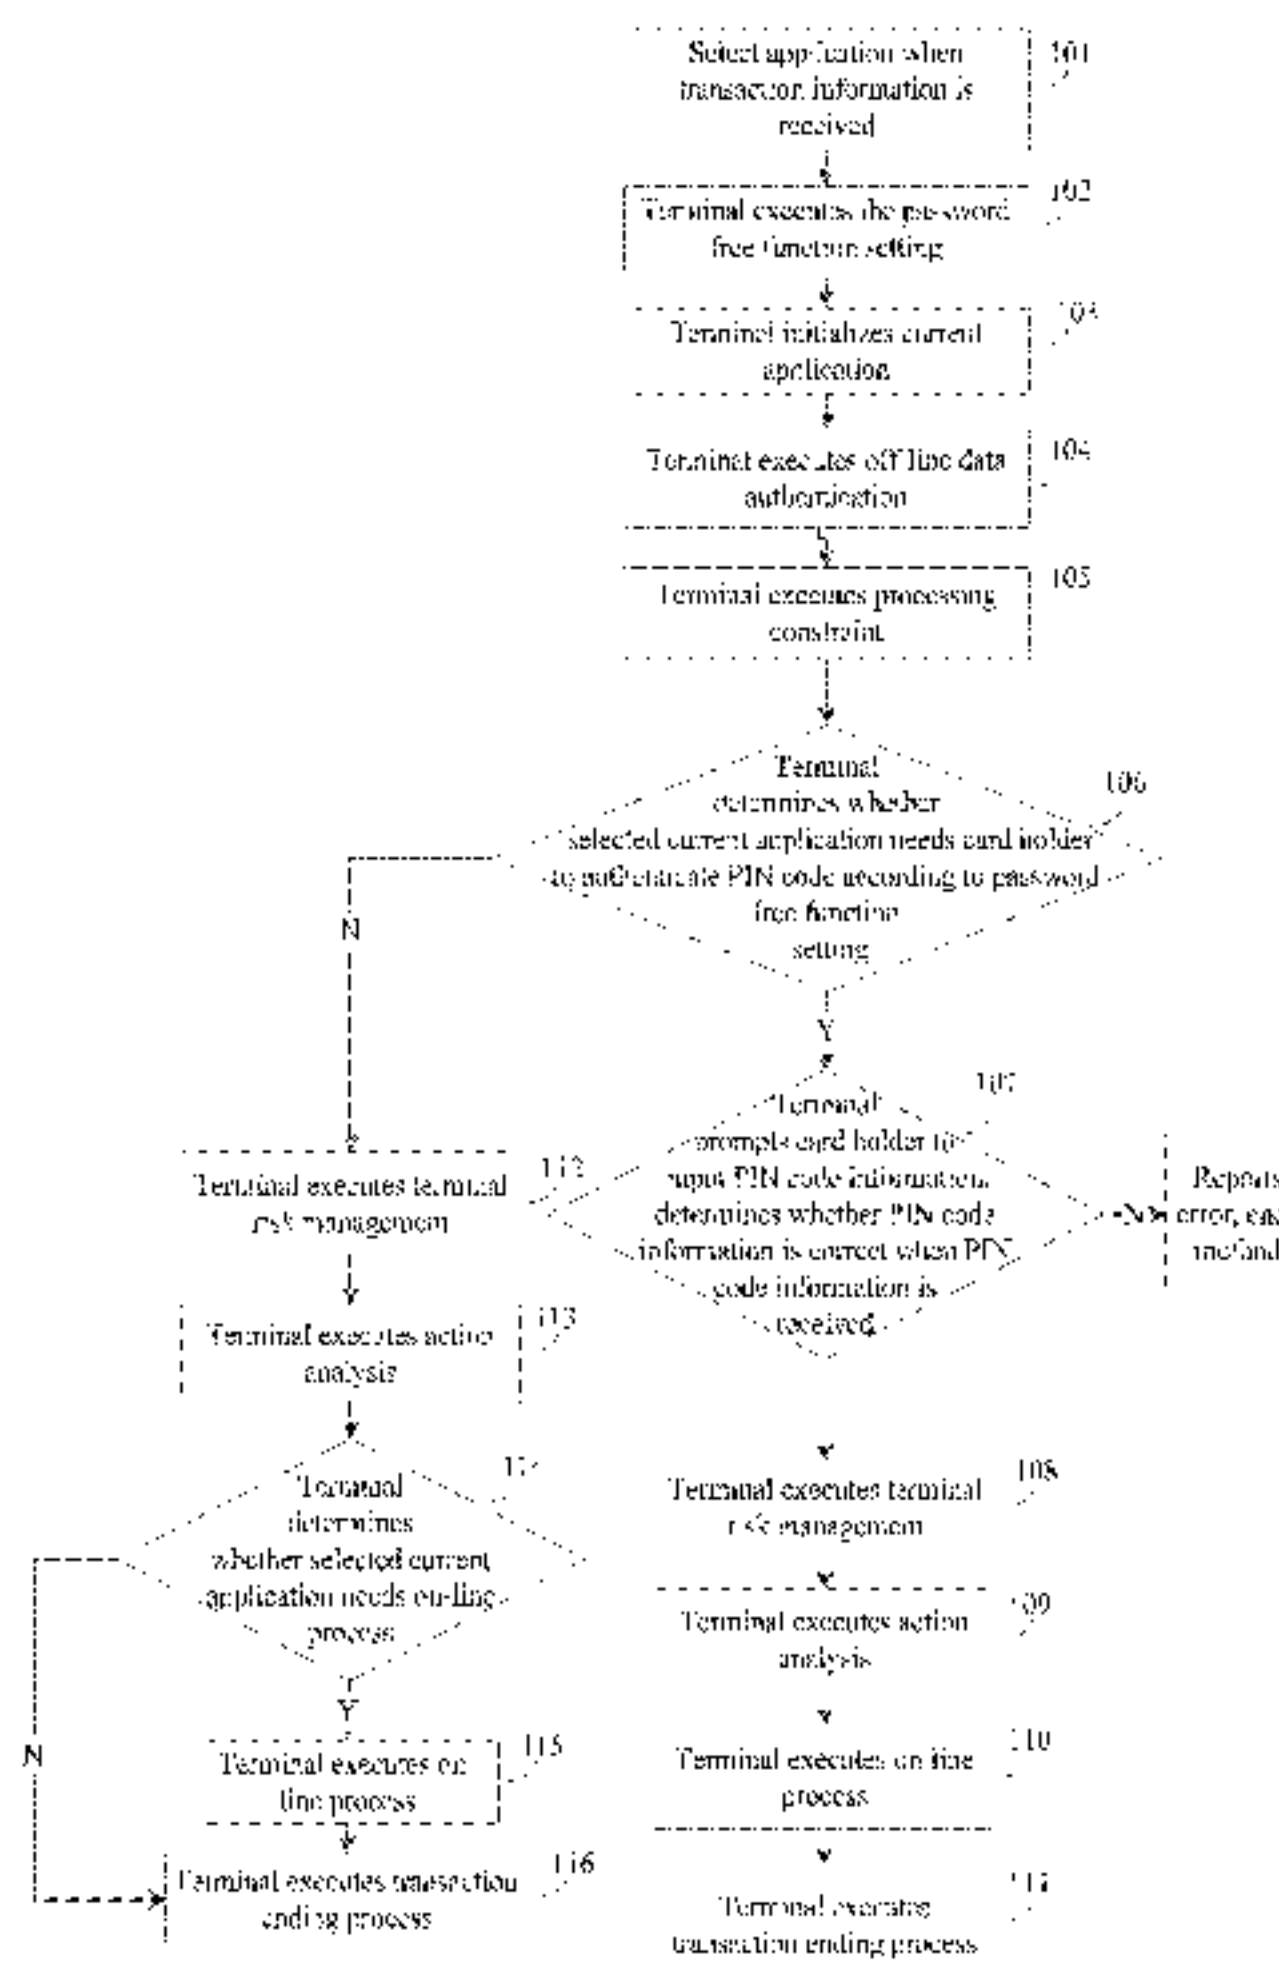 Select application when
transaction information is
received
101
Terminal executes the password
free function setting
102
Terminal initializes current
application
103
Terminal executes off line data
authentication
104
Terminal executes processing
constraint
105
Terminal
determines whether
selected current application needs card holder
to authenticate PIN code according to password
free function
setting
106
N
Y
Terminal
prompts card holder to
input PIN code information,
determines whether PIN code
information is correct when PIN
code information is
received
107
N
Reports
error,
Terminal executes terminal
risk management
112
Terminal executes action
analysis
113
Terminal
determines
whether selected current
application needs on-line
process
N
Y
Terminal executes on
line process
115
Terminal executes transaction
ending process
116
Terminal executes terminal
risk management
108
Terminal executes action
analysis
109
Terminal executes on line
process
110
Terminal executes
transaction ending process